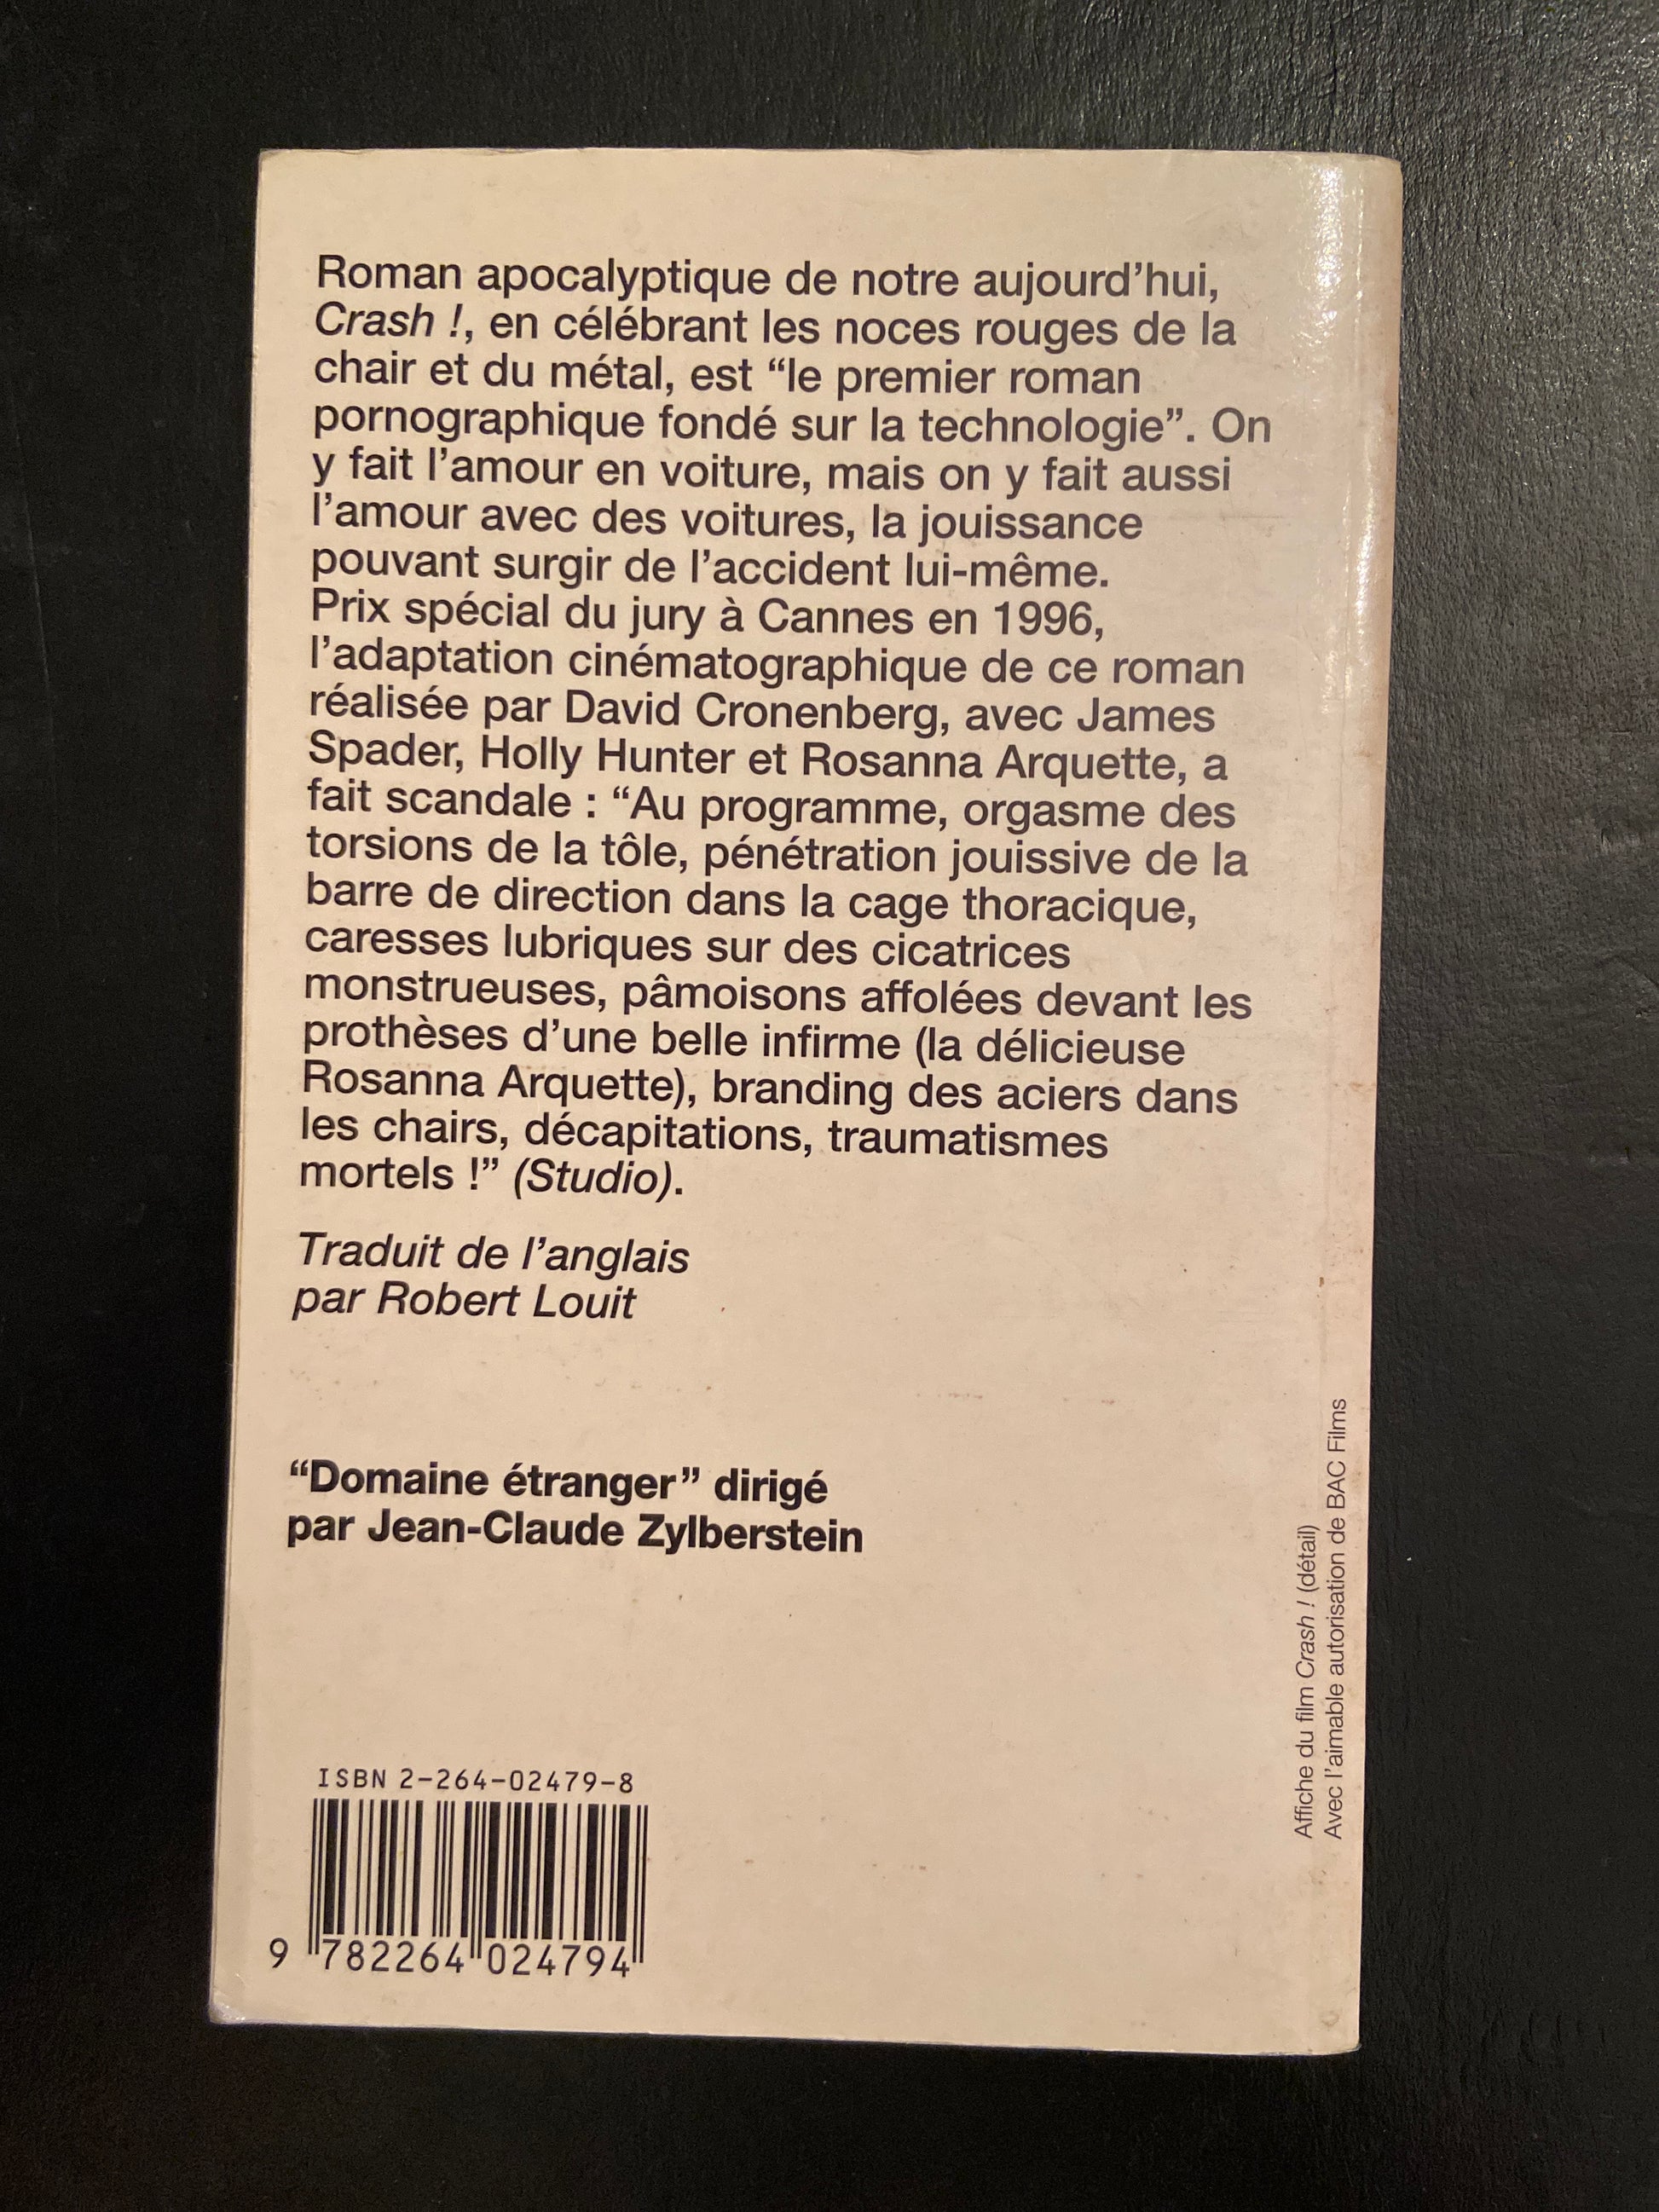 Roman apocalyptique de notre aujourd’hui,
Crash !, en célébrant les noces rouges de la
chair et du métal, est “le premier roman
pornographique fondé sur la technologie”. On
y fait l’amour en voiture, mais on y fait aussi
l’amour avec des voitures, la jouissance
pouvant surgir de l’accident lui-même.
Prix spécial du jury à Cannes en 1996,
l’adaptation cinématographique de ce roman
réalisée par David Cronenberg, avec James
Spader, Holly Hunter et Rosanna Arquette, a
fait scandale : “Au programme, orgasme des
torsions de la tôle, pénétration jouissive de la
barre de direction dans la cage thoracique,
caresses lubriques sur des cicatrices
monstrueuses, pâmoisons affolées devant les
prothèses d’une belle infirme (la délicieuse
Rosanna Arquette), branding des aciers dans
les chairs, décapitations, traumatismes
mortels !” (Studio).
Traduit de l’anglais
par Robert Louit
“Domaine étranger” dirigé
par Jean-Claude Zylberstein
ISBN 2-264-02479-8
9 782264 024794
Affiche du film Crash ! (détail)
Avec l’aimable autorisation de BAC Films